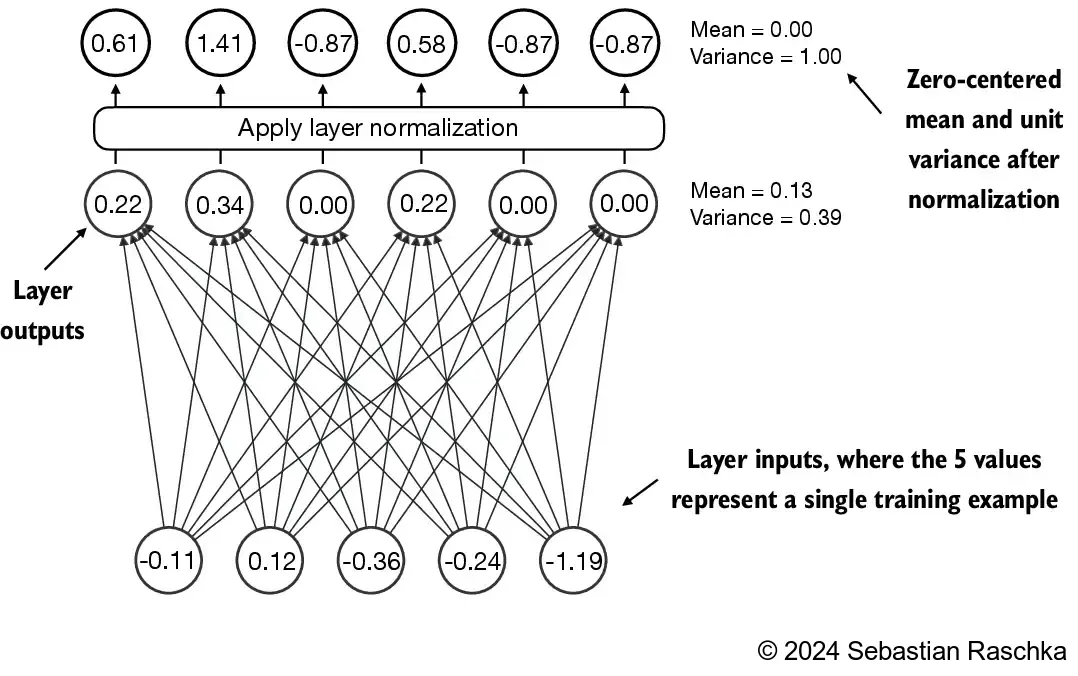 0.61 1.41 -0.87 0.58 -0.87 -0.87
Mean = 0.00
Variance = 1.00
Zero-centered
mean and unit
variance after
normalization
Apply layer normalization
0.22 0.34 0.00 0.22 0.00 0.00
Mean = 0.13
Variance = 0.39
Layer
outputs
Layer inputs, where the 5 values
represent a single training example
-0.11 0.12 -0.36 -0.24 -1.19
© 2024 Sebastian Raschka